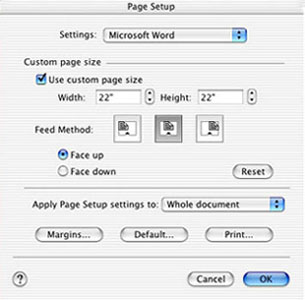 Page Setup
Settings: Microsoft Word
Custom page size
Use custom page size
Width: 22" Height: 22"
Feed Method:
Face up
Face down
Reset
Apply Page Setup settings to: Whole document
Margins... Default... Print...
? Cancel OK